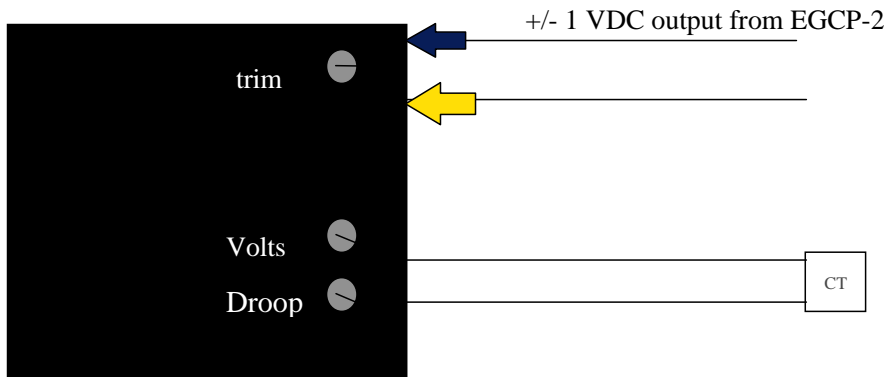 +/- 1 VDC output from EGCP-2
trim
Volts
Droop
CT